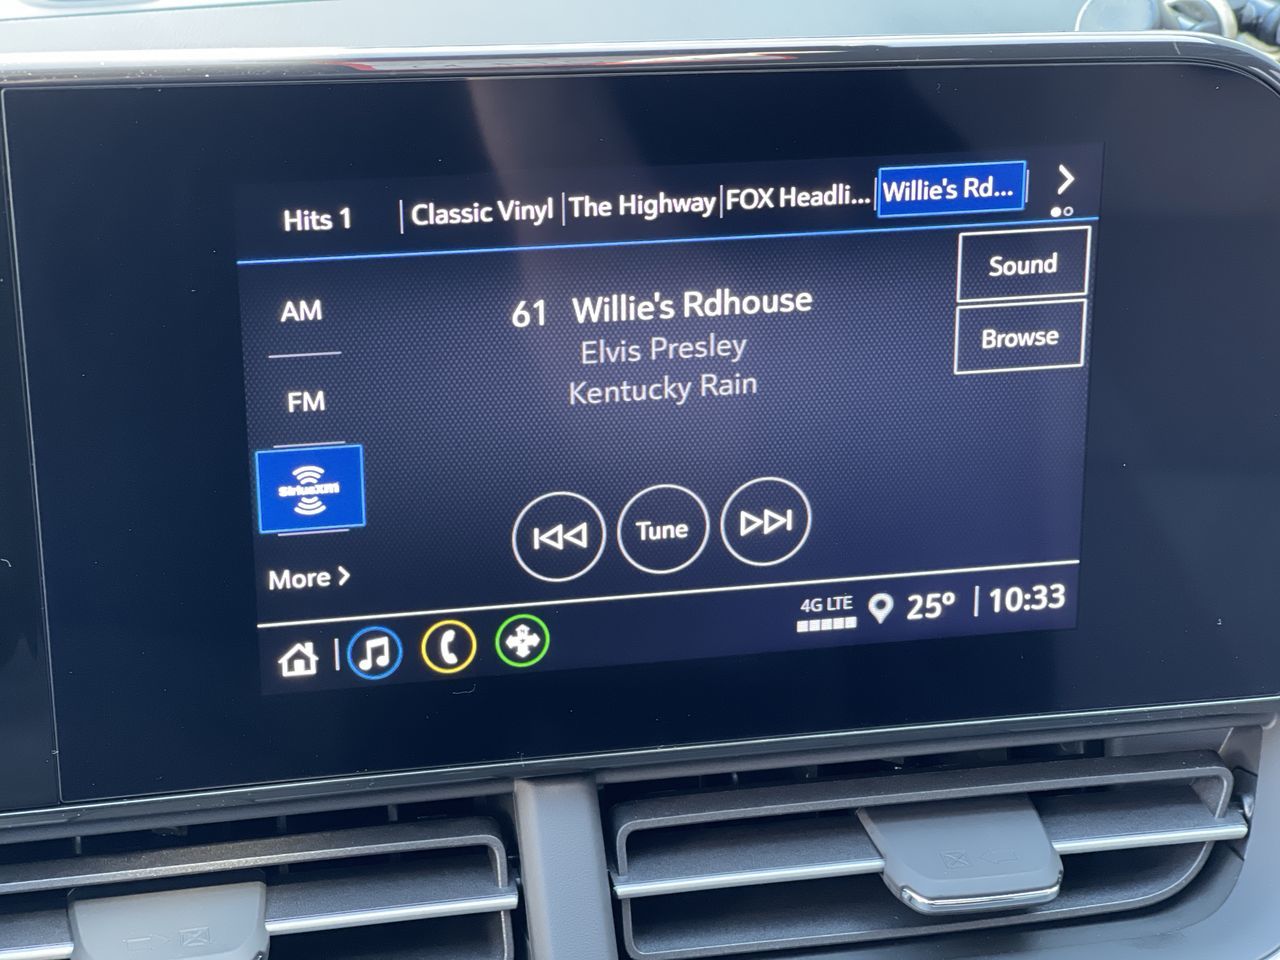 Hits 1 Classic Vinyl The Highway FOX Headli... Willie's Rd...
Sound
Browse
AM
FM
SiriusXM
More
61 Willie's Rdhouse
Elvis Presley
Kentucky Rain
Tune
4G LTE
25° 10:33